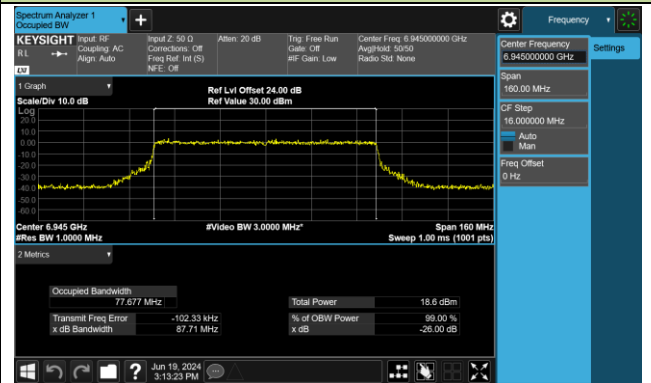 Spectrum Analyzer 1
Occupied BW
+
Frequency
KEYSIGHT
RL
LXI
Input: RF
Coupling: AC
Align: Auto
Input Z: 50 Ω
Corrections: Off
Freq Ref: Int (S)
NFE: Off
Atten: 20 dB
Trig: Free Run
Gate: Off
#IF Gain: Low
Center Freq: 6.945000000 GHz
Avg|Hold: 50/50
Radio Std: None
Center Frequency
6.945000000 GHz
Settings
Span
160.00 MHz
CF Step
16.000000 MHz
Auto
Man
Freq Offset
0 Hz
1 Graph
Scale/Div 10.0 dB
Ref Lvl Offset 24.00 dB
Ref Value 30.00 dBm
Log
20.0
10.0
0.00
-10.0
-20.0
-30.0
-40.0
-50.0
-60.0
Center 6.945 GHz
#Res BW 1.0000 MHz
#Video BW 3.0000 MHz*
Span 160 MHz
Sweep 1.00 ms (1001 pts)
2 Metrics
Occupied Bandwidth
77.677 MHz
Total Power 18.6 dBm
Transmit Freq Error -102.33 kHz
% of OBW Power 99.00 %
x dB Bandwidth 87.71 MHz
x dB -26.00 dB
?
Jun 19, 2024
3:13:23 PM